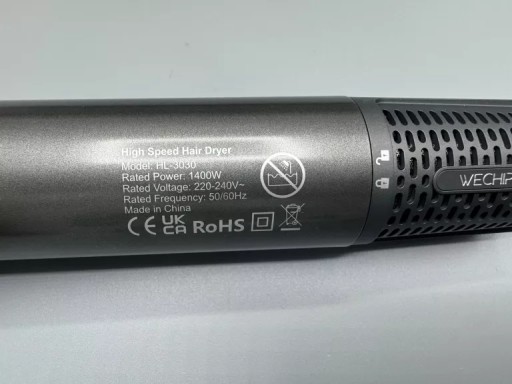 High Speed Hair Dryer
Model: HL-3030
Rated Power: 1400W
Rated Voltage: 220-240V~
Rated Frequency: 50/60Hz
Made in China
CE UK CA RoHS
WECHIP